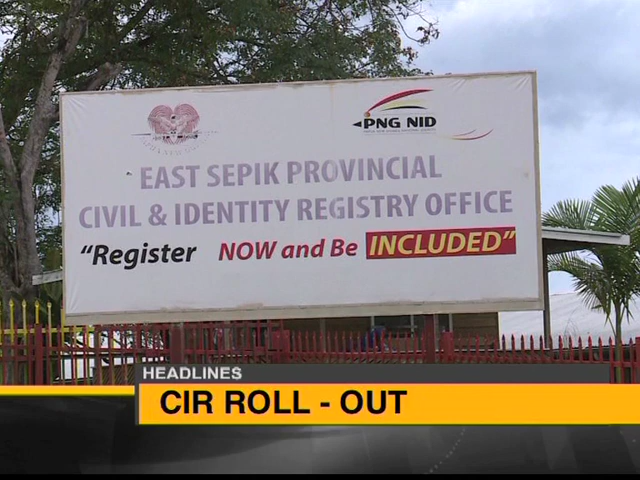 PNG NID
EAST SEPIK PROVINCIAL
CIVIL & IDENTITY REGISTRY OFFICE
“Register NOW and Be INCLUDED”
HEADLINES
CIR ROLL - OUT